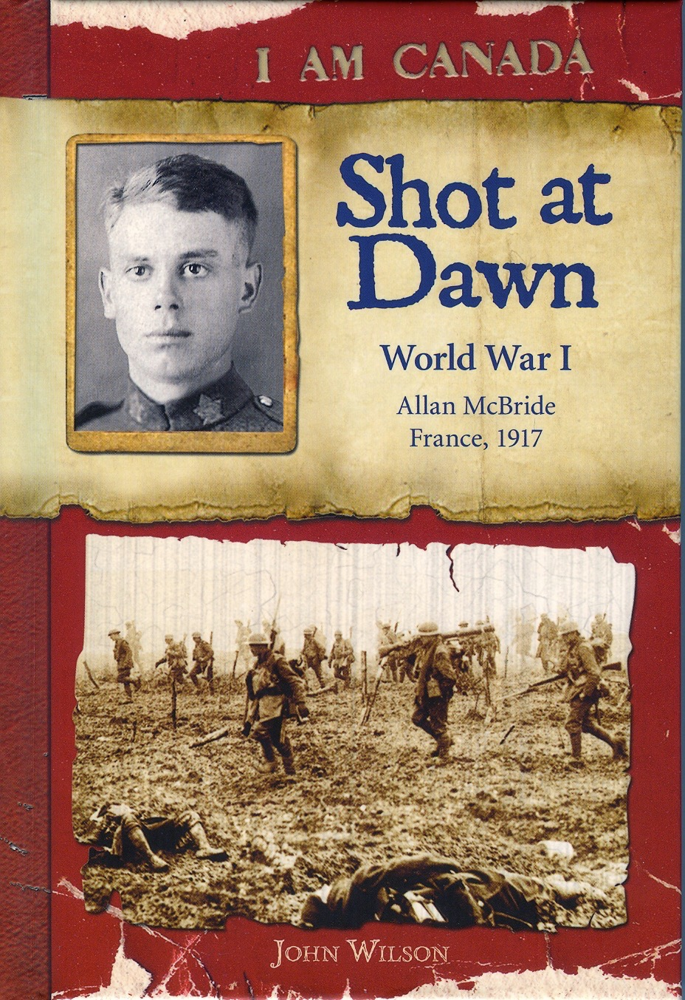 I AM CANADA
Shot at
Dawn
World War I
Allan McBride
France, 1917
JOHN WILSON